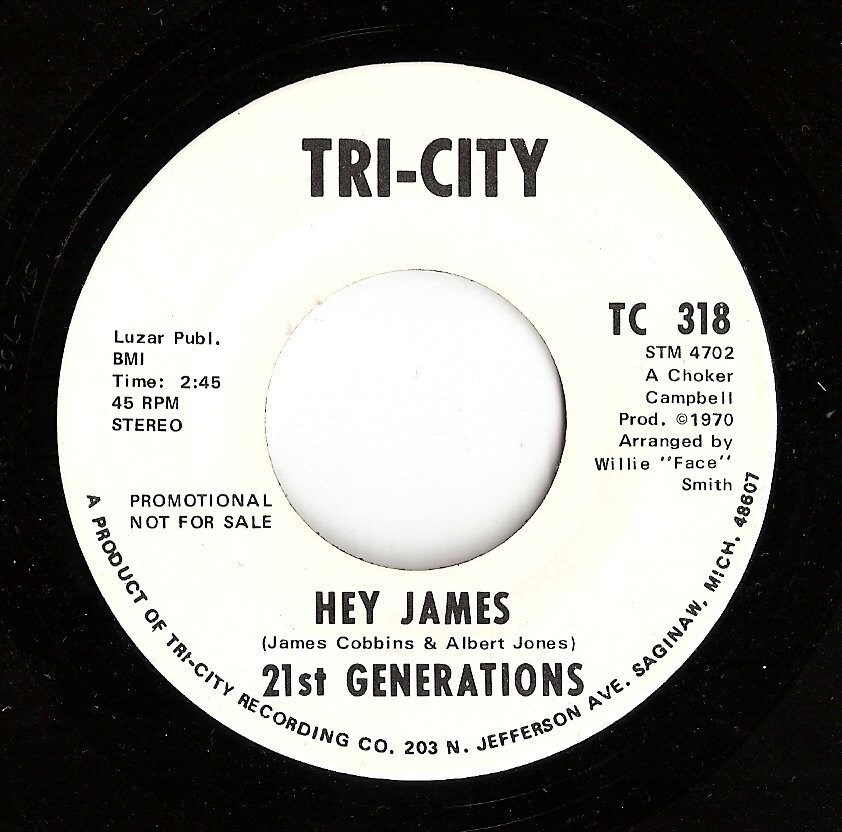 TRI-CITY
Luzar Publ.
BMI
Time: 2:45
45 RPM
STEREO
TC 318
STM 4702
A Choker
Campbell
Prod. ©1970
Arranged by
Willie "Face"
Smith
PROMOTIONAL
NOT FOR SALE
HEY JAMES
(James Cobbins & Albert Jones)
21st GENERATIONS
A PRODUCT OF TRI-CITY RECORDING CO. 203 N. JEFFERSON AVE. SAGINAW, MICH. 48607